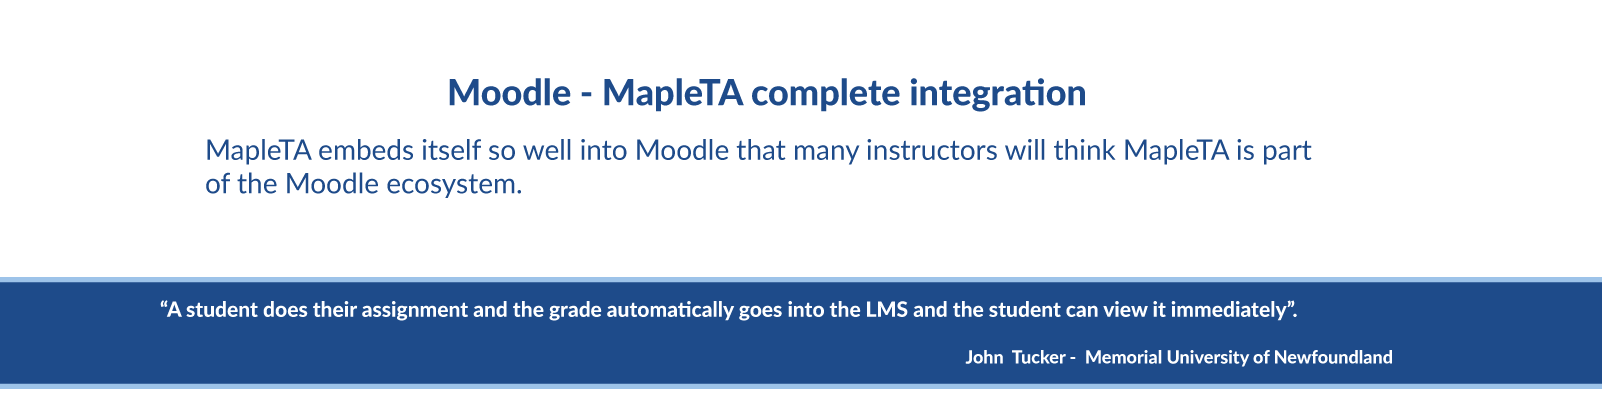 Moodle - MapleTA complete integration
MapleTA embeds itself so well into Moodle that many instructors will think MapleTA is part
of the Moodle ecosystem.
“A student does their assignment and the grade automatically goes into the LMS and the student can view it immediately”.
John Tucker - Memorial University of Newfoundland